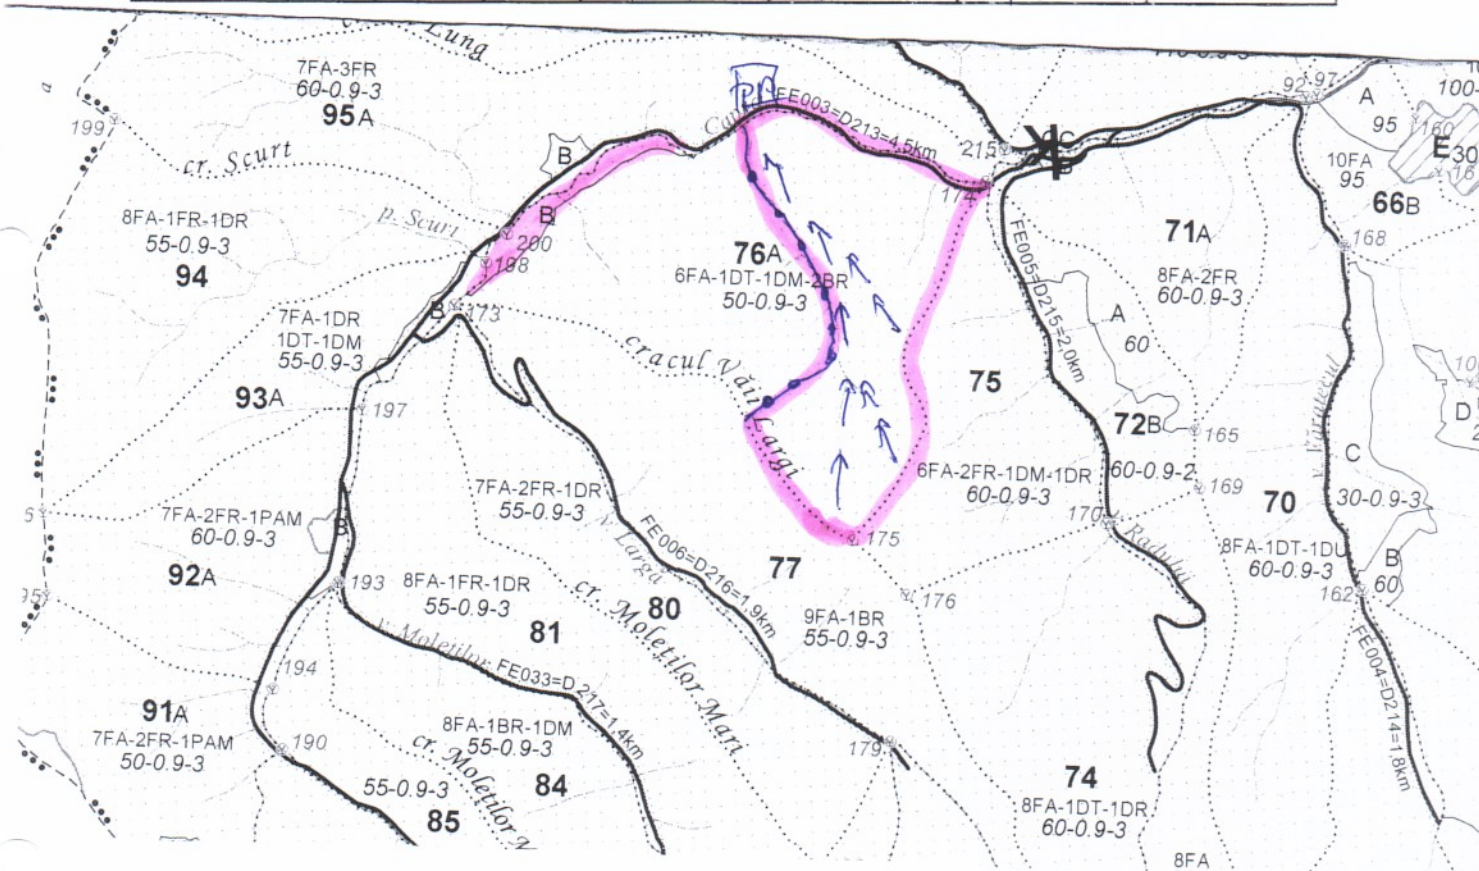 Lung
7FA-3FR
60-0.9-3
95A
199
cr. Scurt
8FA-1FR-1DR
55-0.9-3
94
p. Scurt
B
B
200
198
B
173
7FA-1DR
1DT-1DM
55-0.9-3
93A
197
PP
FE003=D213=4,5km
76A
6FA-1DT-1DM-2BR
50-0.9-3
cracul Văii Largi
174
215
92
97
A
95
160
10FA
95
E
66B
168
100-
71A
8FA-2FR
60-0.9-3
A
60
FE005=D215=2.0km
75
72B
60-0.9-2
165
169
6FA-2FR-1DM-1DR
60-0.9-3
170
70
8FA-1DT-1DU
60-0.9-3
C
30-0.9-3
B
60
162
D
FE004=D214=1,8km
7FA-2FR-1PAM
60-0.9-3
92A
B
193
7FA-2FR-1DR
55-0.9-3
v. Larga
FE006=D216=1.9km
175
77
176
9FA-1BR
55-0.9-3
8FA-1FR-1DR
55-0.9-3
81
80
cr. Moletilor Mari
v. Moletilor
FE033=D217=1.4km
194
91A
7FA-2FR-1PAM
50-0.9-3
190
8FA-1BR-1DM
55-0.9-3
84
cr. Moletilor
55-0.9-3
85
179
74
8FA-1DT-1DR
60-0.9-3
8FA